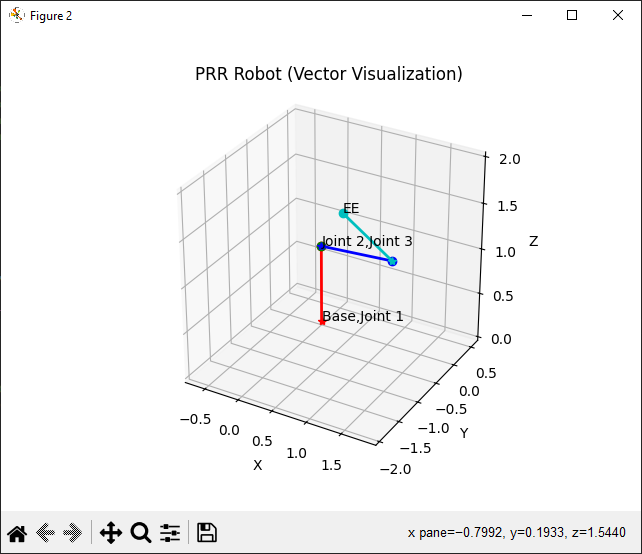 Figure 2
PRR Robot (Vector Visualization)
EE
Joint 2,Joint 3
Base,Joint 1
2.0
1.5
1.0
0.5
0.0
Z
0.5
0.0
−0.5
−1.0
−1.5
−2.0
Y
−0.5
0.0
0.5
1.0
1.5
X
x pane=−0.7992, y=0.1933, z=1.5440